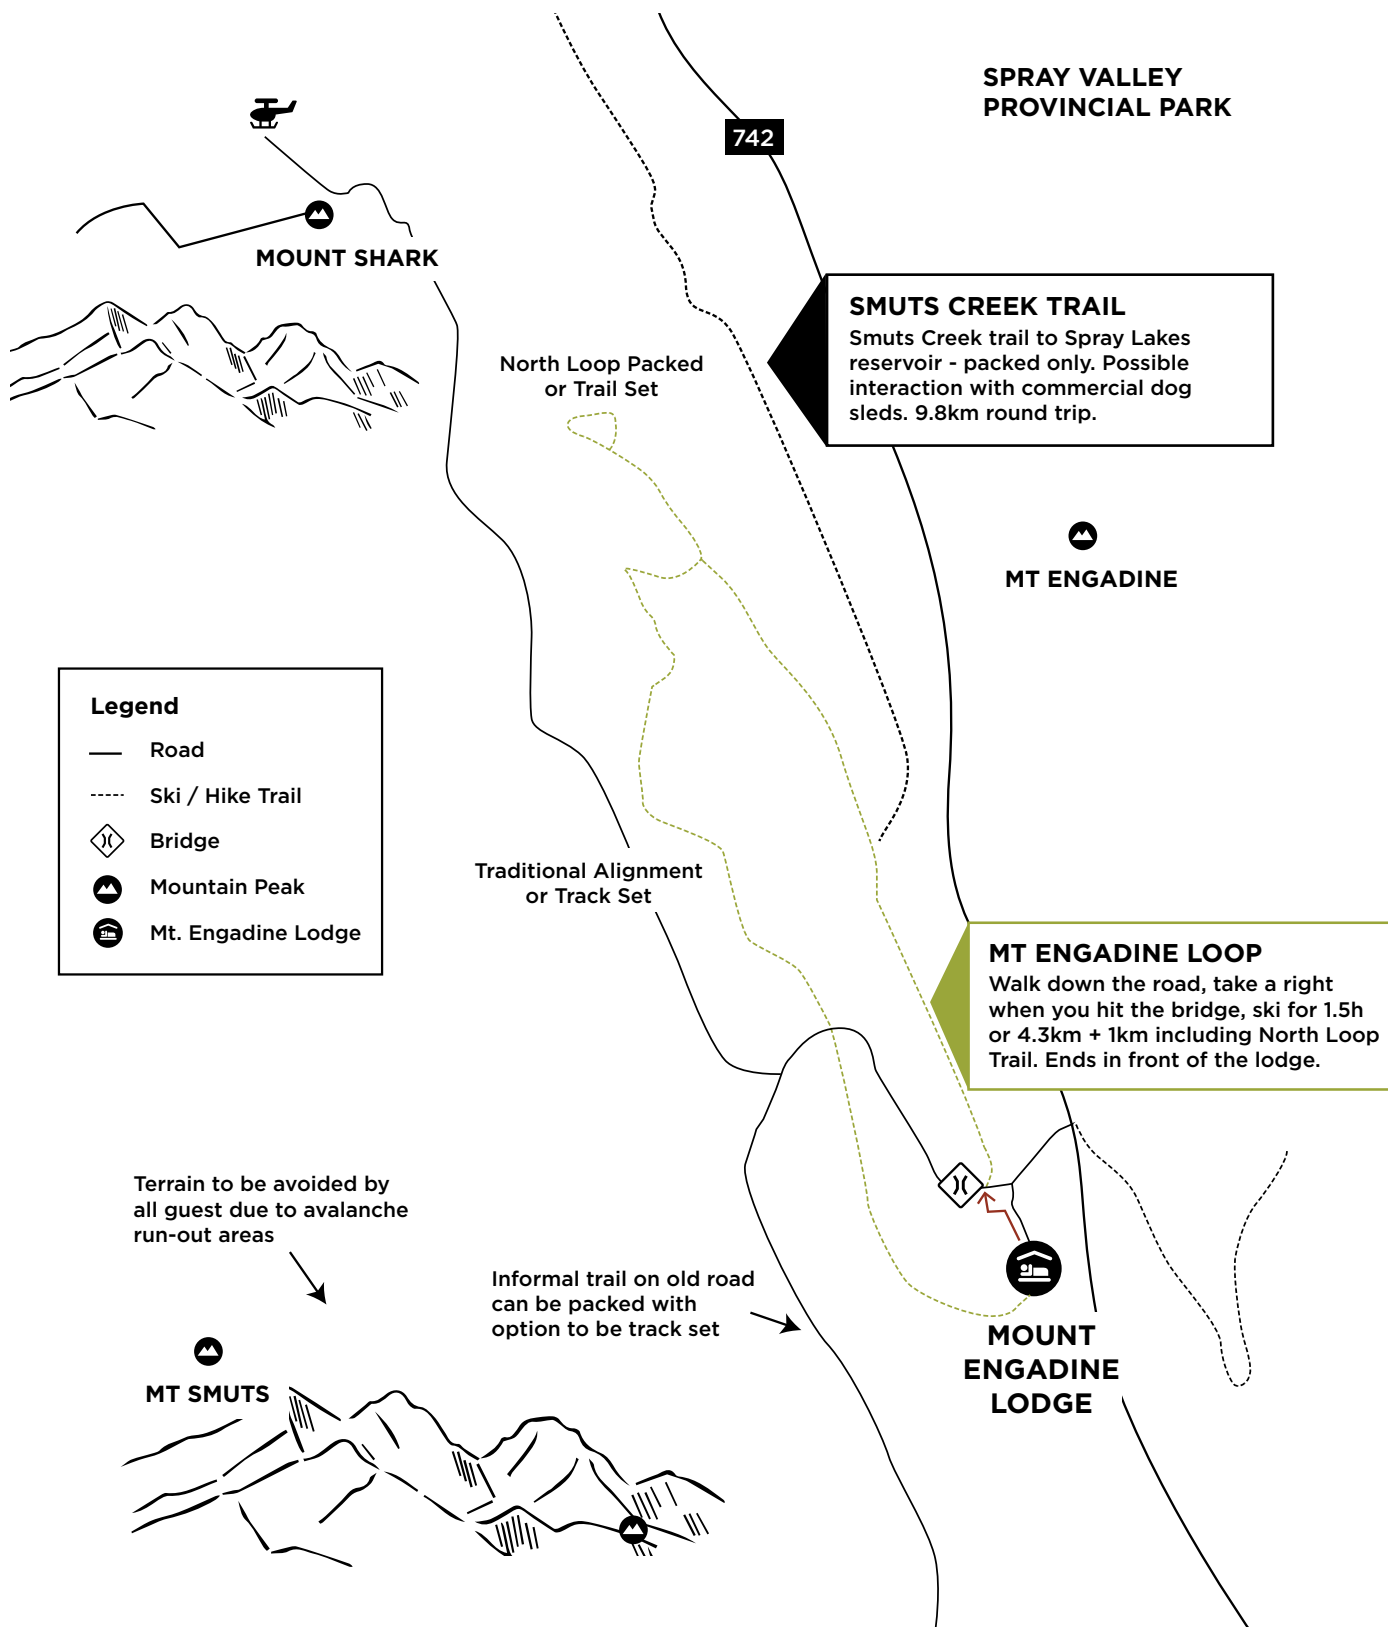 SPRAY VALLEY
PROVINCIAL PARK
742
MOUNT SHARK
SMUTS CREEK TRAIL
Smuts Creek trail to Spray Lakes
reservoir - packed only. Possible
interaction with commercial dog
sleds. 9.8km round trip.
North Loop Packed
or Trail Set
MT ENGADINE
Legend
Road
Ski / Hike Trail
Bridge
Mountain Peak
Mt. Engadine Lodge
Traditional Alignment
or Track Set
MT ENGADINE LOOP
Walk down the road, take a right
when you hit the bridge, ski for 1.5h
or 4.3km + 1km including North Loop
Trail. Ends in front of the lodge.
Terrain to be avoided by
all guest due to avalanche
run-out areas
Informal trail on old road
can be packed with
option to be track set
MOUNT
ENGADINE
LODGE
MT SMUTS